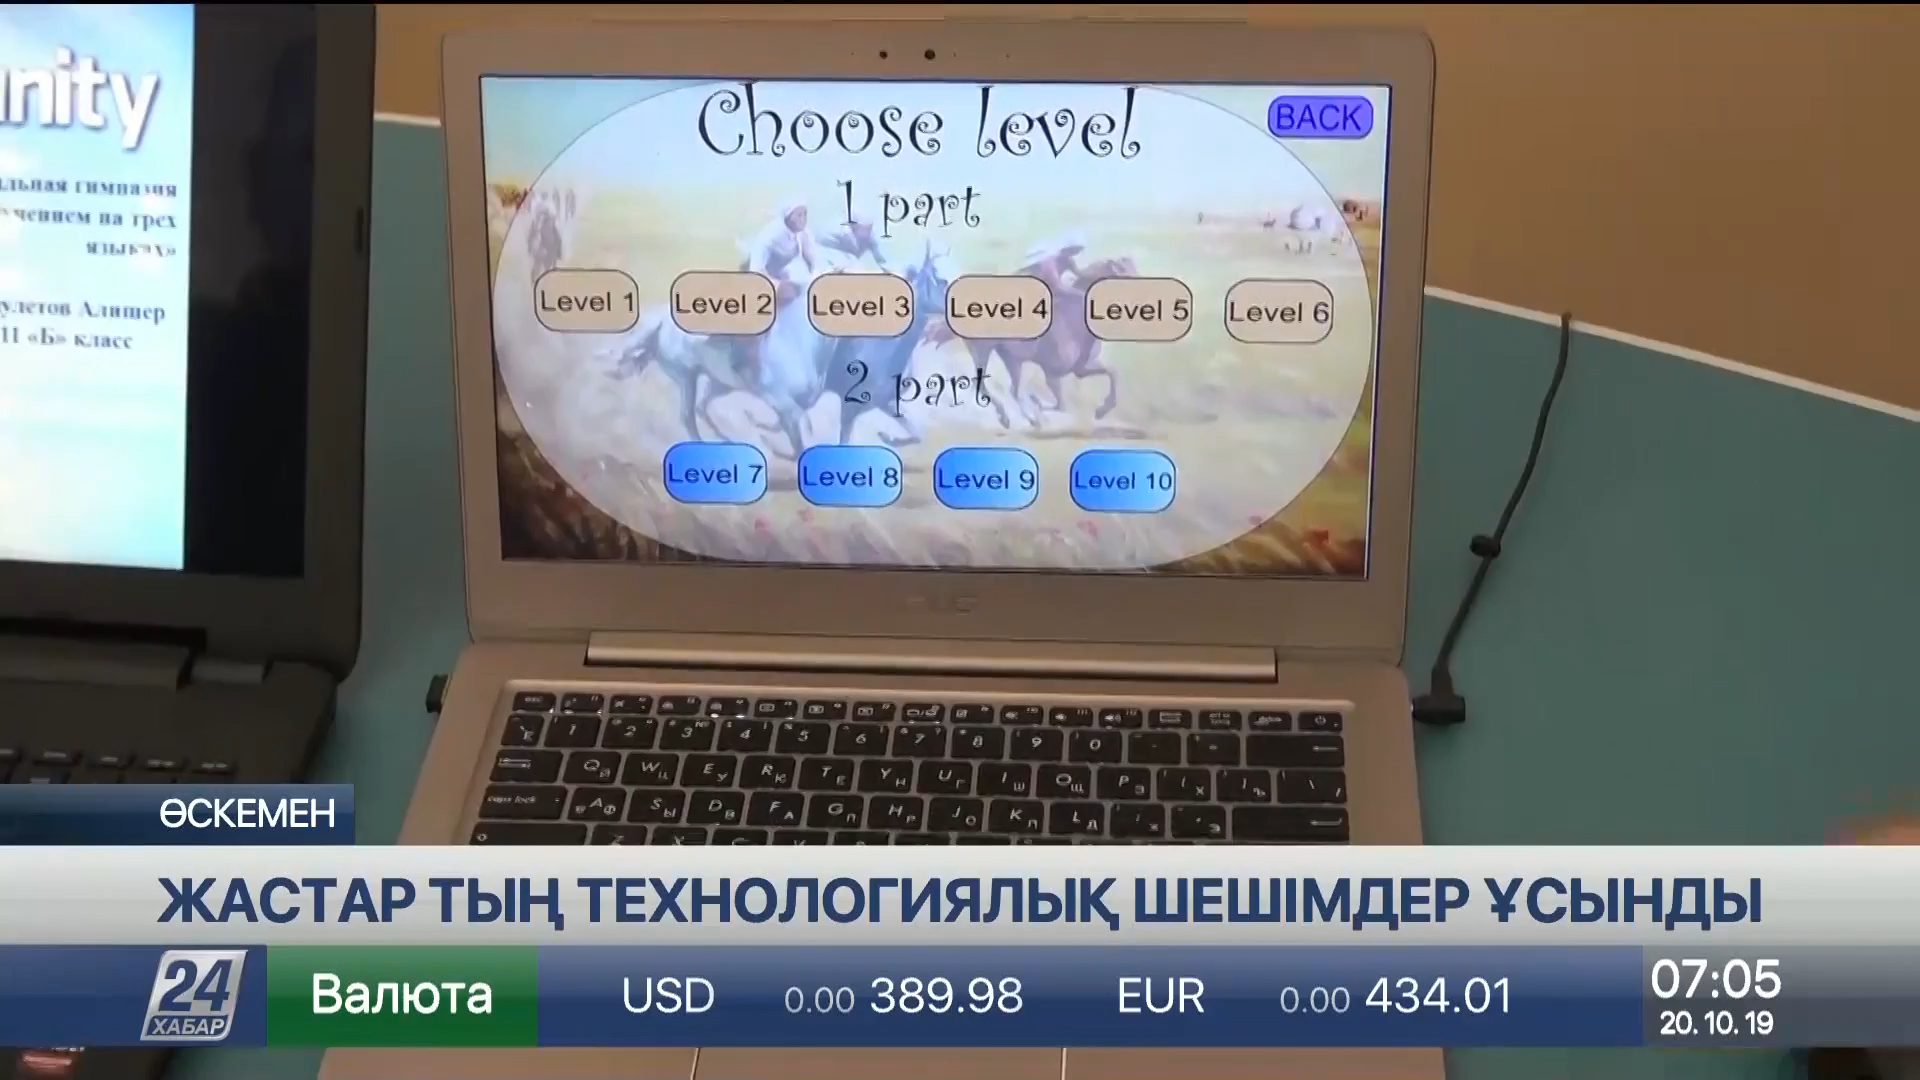 nity
льная гимназия
чением на трех
языках»
улетов Алишер
11 «Б» класс
Choose level
BACK
1 part
Level 1 Level 2 Level 3 Level 4 Level 5 Level 6
2 part
Level 7 Level 8 Level 9 Level 10
ӨСКЕМЕН
ЖАСТАР ТЫҢ ТЕХНОЛОГИЯЛЫҚ ШЕШІМДЕР ҰСЫНДЫ
24 ХАБАР
Валюта USD 0.00 389.98 EUR 0.00 434.01
07:05
20.10.19